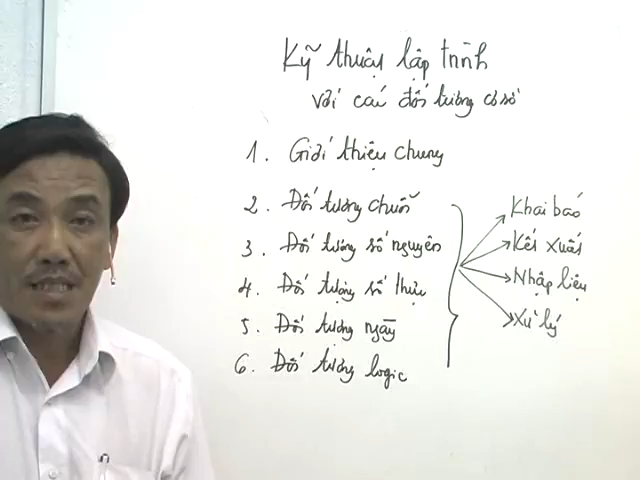 Kỹ thuật lập trình
với các đối tượng cơ sở
1. Giới thiệu chung
2. Đối tượng chuỗi
3. Đối tượng số nguyên
4. Đối tượng số thực
5. Đối tượng ngày
6. Đối tượng logic
Khai báo
Kết xuất
Nhập liệu
Xử lý